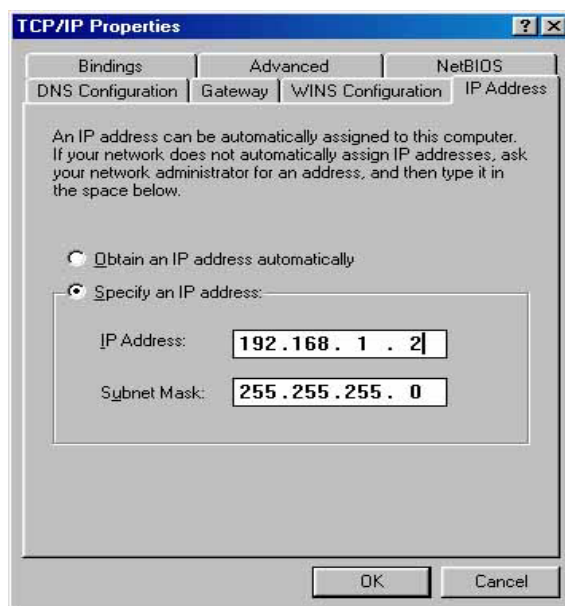 TCP/IP Properties
Bindings Advanced NetBIOS
DNS Configuration Gateway WINS Configuration IP Address
An IP address can be automatically assigned to this computer.
If your network does not automatically assign IP addresses, ask
your network administrator for an address, and then type it in
the space below.
Obtain an IP address automatically
Specify an IP address:
IP Address: 192.168. 1 . 2
Subnet Mask: 255.255.255. 0
OK Cancel